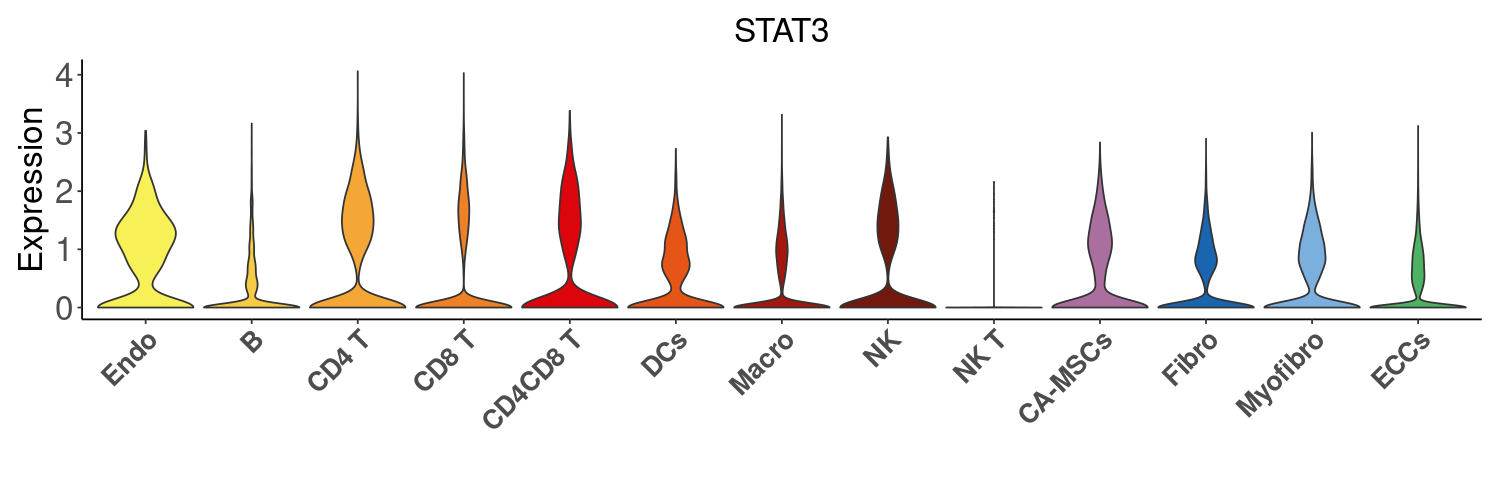 STAT3
Expression
4
3
2
1
0
Endo
B
CD4 T
CD8 T
CD4CD8 T
DCs
Macro
NK
NK T
CA-MSCs
Fibro
Myofibro
ECCs